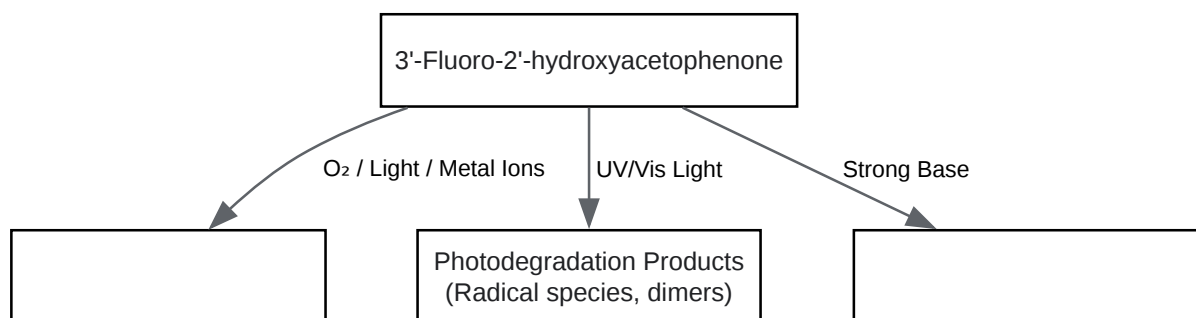 3'-Fluoro-2'-hydroxyacetophenone
O₂ / Light / Metal Ions
UV/Vis Light
Strong Base
Photodegradation Products
(Radical species, dimers)